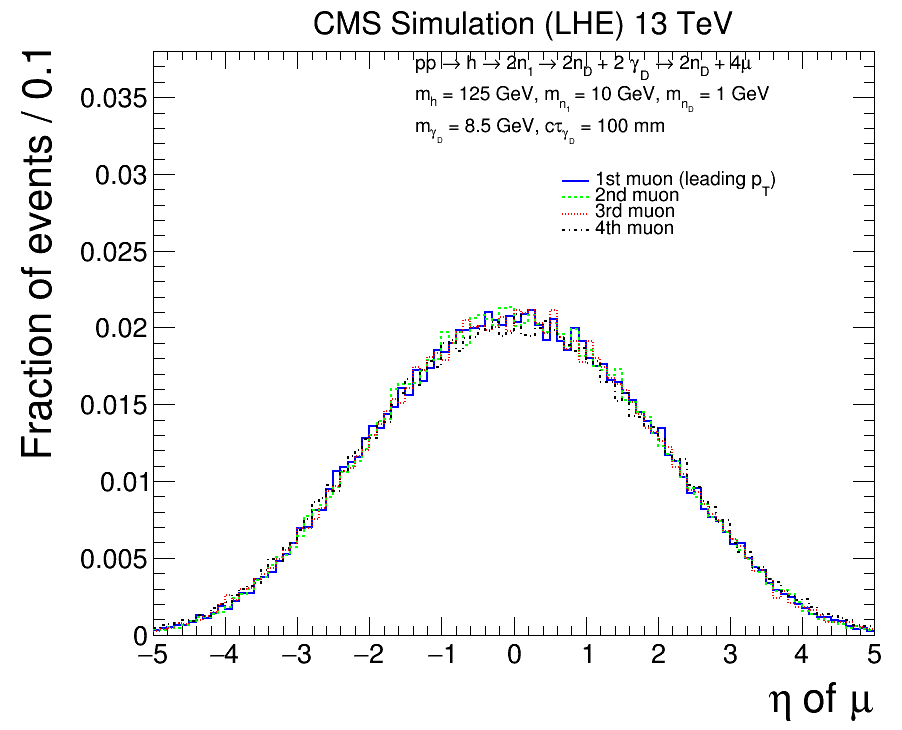 CMS Simulation (LHE) 13 TeV
pp → h → 2n1 → 2nD + 2 γD → 2nD + 4μ
mh = 125 GeV, mn1 = 10 GeV, mnD = 1 GeV
mγD = 8.5 GeV, cτγD = 100 mm
1st muon (leading pT)
2nd muon
3rd muon
4th muon
Fraction of events / 0.1
0.035
0.03
0.025
0.02
0.015
0.01
0.005
0
−5 −4 −3 −2 −1 0 1 2 3 4 5
η of μ